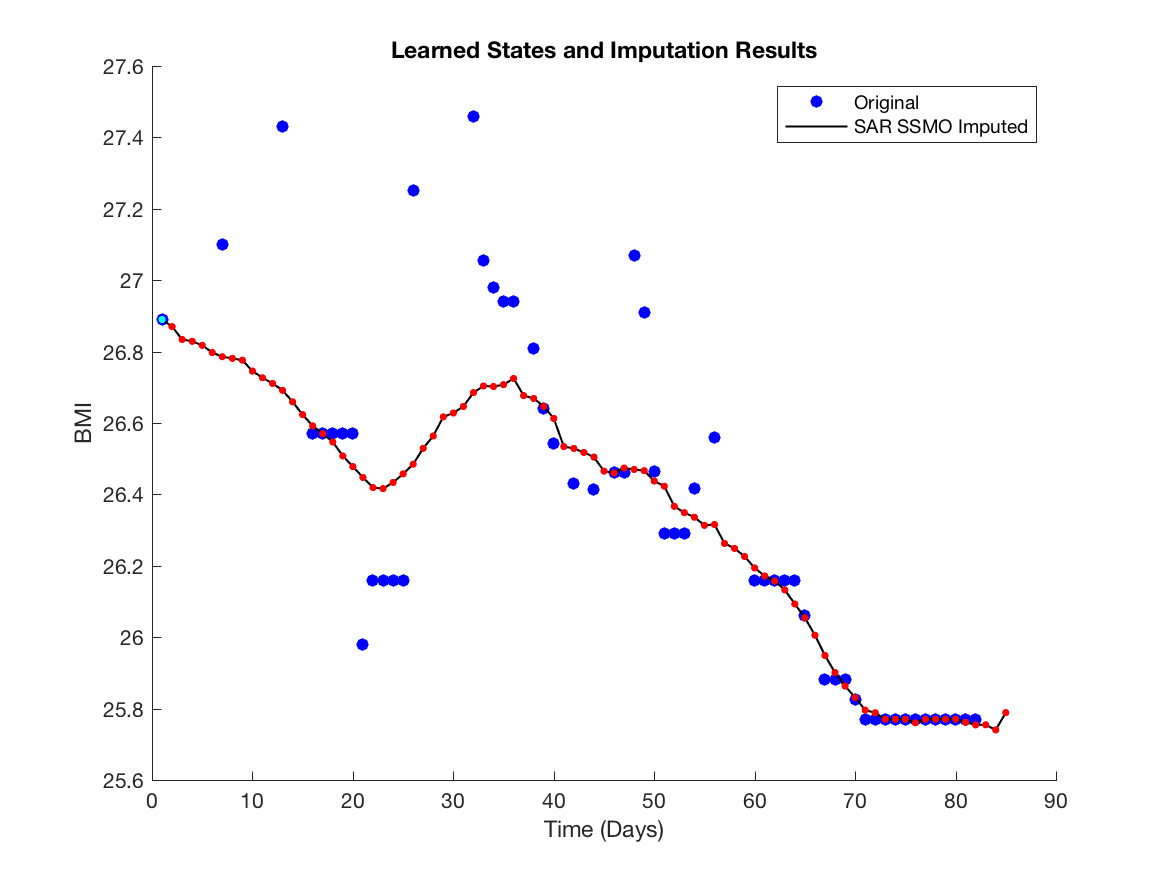 Learned States and Imputation Results
27.6
27.4
27.2
27
26.8
26.6
26.4
26.2
26
25.8
25.6
BMI
Original
SAR SSMO Imputed
0 10 20 30 40 50 60 70 80 90
Time (Days)